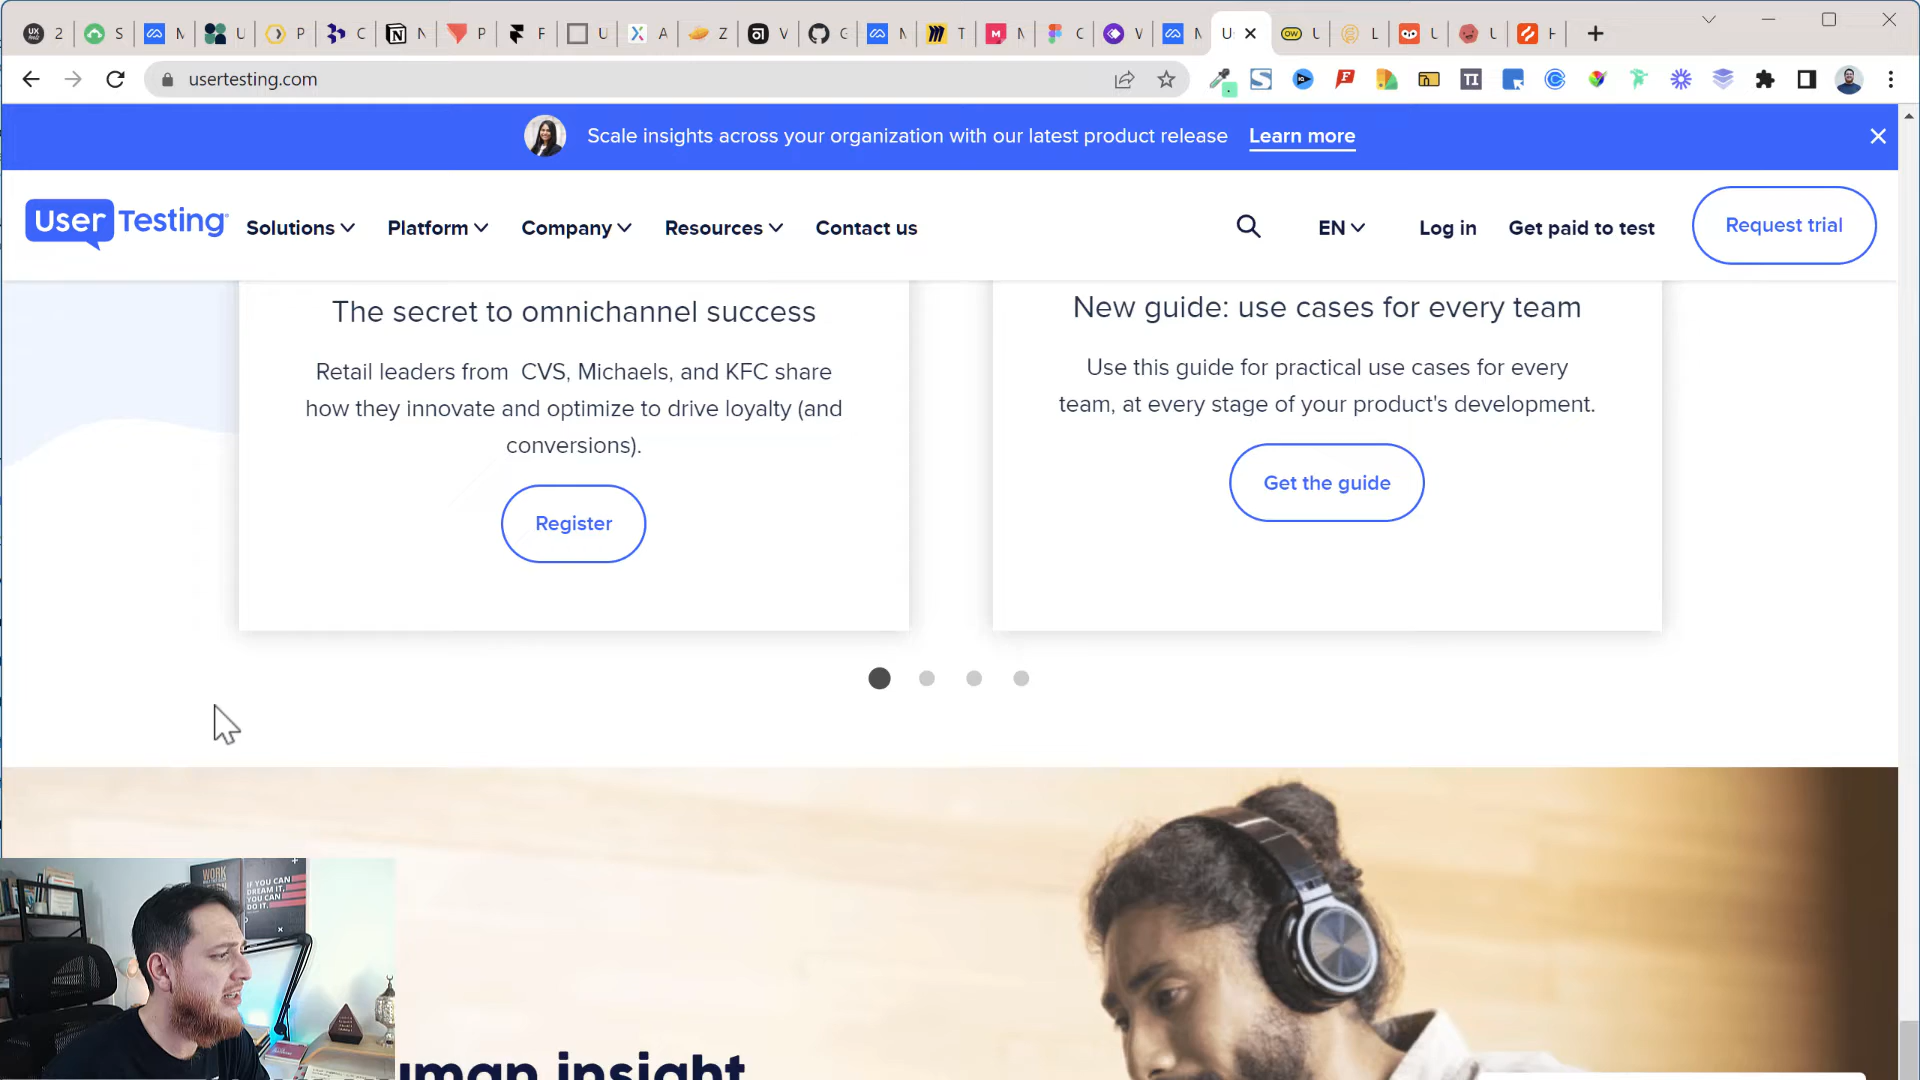 2
S
M
U
P
C
N
P
F
U
A
Z
V
G
M
T
M
C
V
M
U
U
L
U
U
H
usertesting.com
Scale insights across your organization with our latest product release Learn more
User Testing
Solutions Platform Company Resources Contact us EN Log in Get paid to test Request trial
The secret to omnichannel success
Retail leaders from CVS, Michaels, and KFC share
how they innovate and optimize to drive loyalty (and
conversions).
Register
New guide: use cases for every team
Use this guide for practical use cases for every
team, at every stage of your product's development.
Get the guide
WORK
IF YOU CAN
DREAM IT,
YOU CAN
DO IT.
uman insight